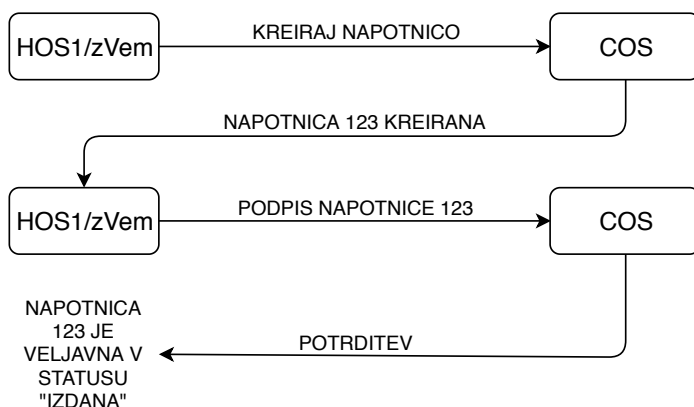 HOS1/zVem
KREIRAJ NAPOTNICO
COS
NAPOTNICA 123 KREIRANA
HOS1/zVem
PODPIS NAPOTNICE 123
COS
NAPOTNICA
123 JE
VELJAVNA V
STATUSU
"IZDANA"
POTRDITEV